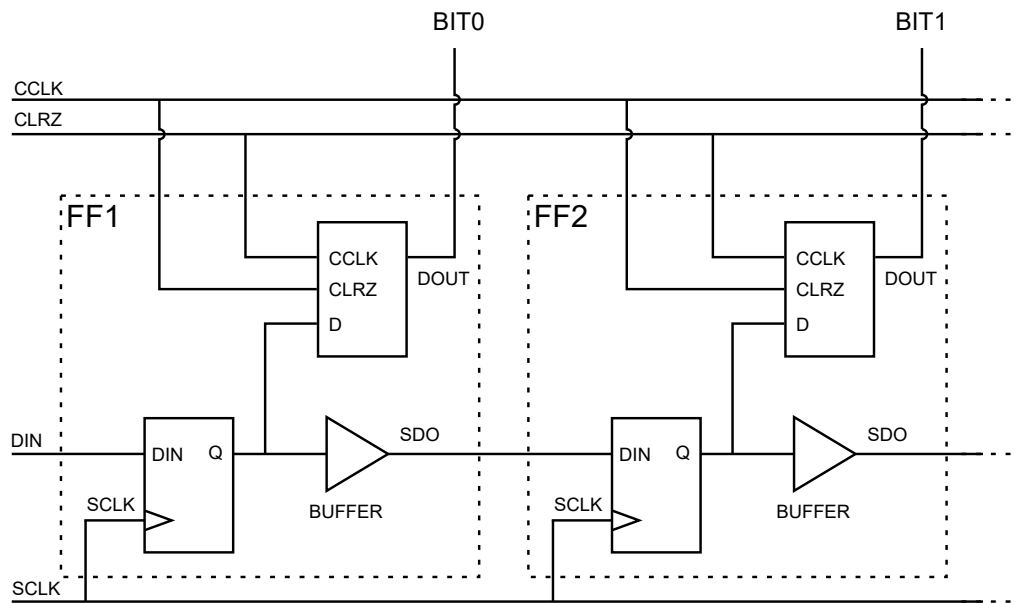 BIT0 BIT1
CCLK
CLRZ
FF1 FF2
CCLK CCLK
DOUT DOUT
CLRZ CLRZ
D D
DIN SDO SDO
DIN Q DIN Q
SCLK SCLK
BUFFER BUFFER
SCLK